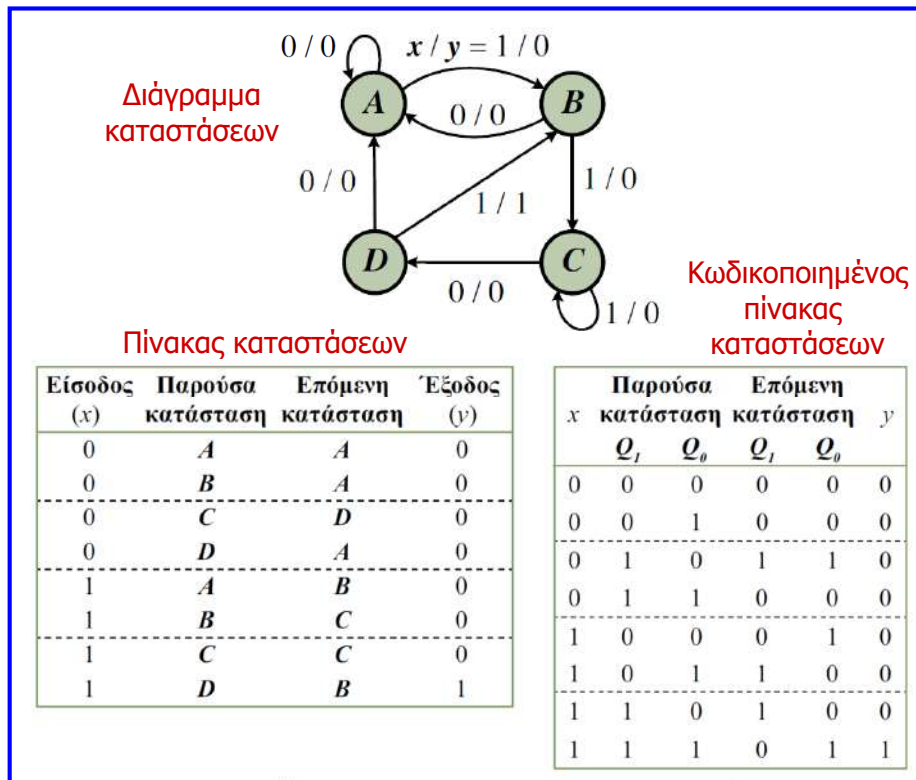 0 / 0
x / y = 1 / 0
Διάγραμμα
καταστάσεων
A
B
0 / 0
0 / 0
1 / 1
1 / 0
D
C
0 / 0
1 / 0
Κωδικοποιημένος
πίνακας
καταστάσεων
Πίνακας καταστάσεων
Είσοδος Παρούσα Επόμενη Έξοδος
(x) κατάσταση κατάσταση (y)
0 A A 0
0 B A 0
0 C D 0
0 D A 0
1 A B 0
1 B C 0
1 C C 0
1 D B 1
Παρούσα Επόμενη
x κατάσταση κατάσταση y
Q1 Q0 Q1 Q0
0 0 0 0 0 0
0 0 1 0 0 0
0 1 0 1 1 0
0 1 1 0 0 0
1 0 0 0 1 0
1 0 1 1 0 0
1 1 0 1 0 0
1 1 1 0 1 1